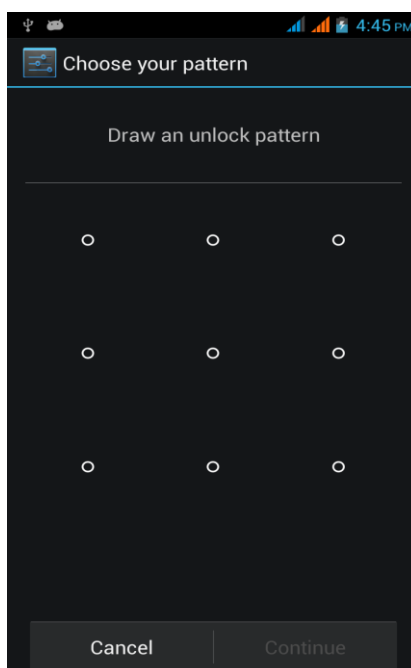 4:45 PM
Choose your pattern
Draw an unlock pattern
Cancel
Continue